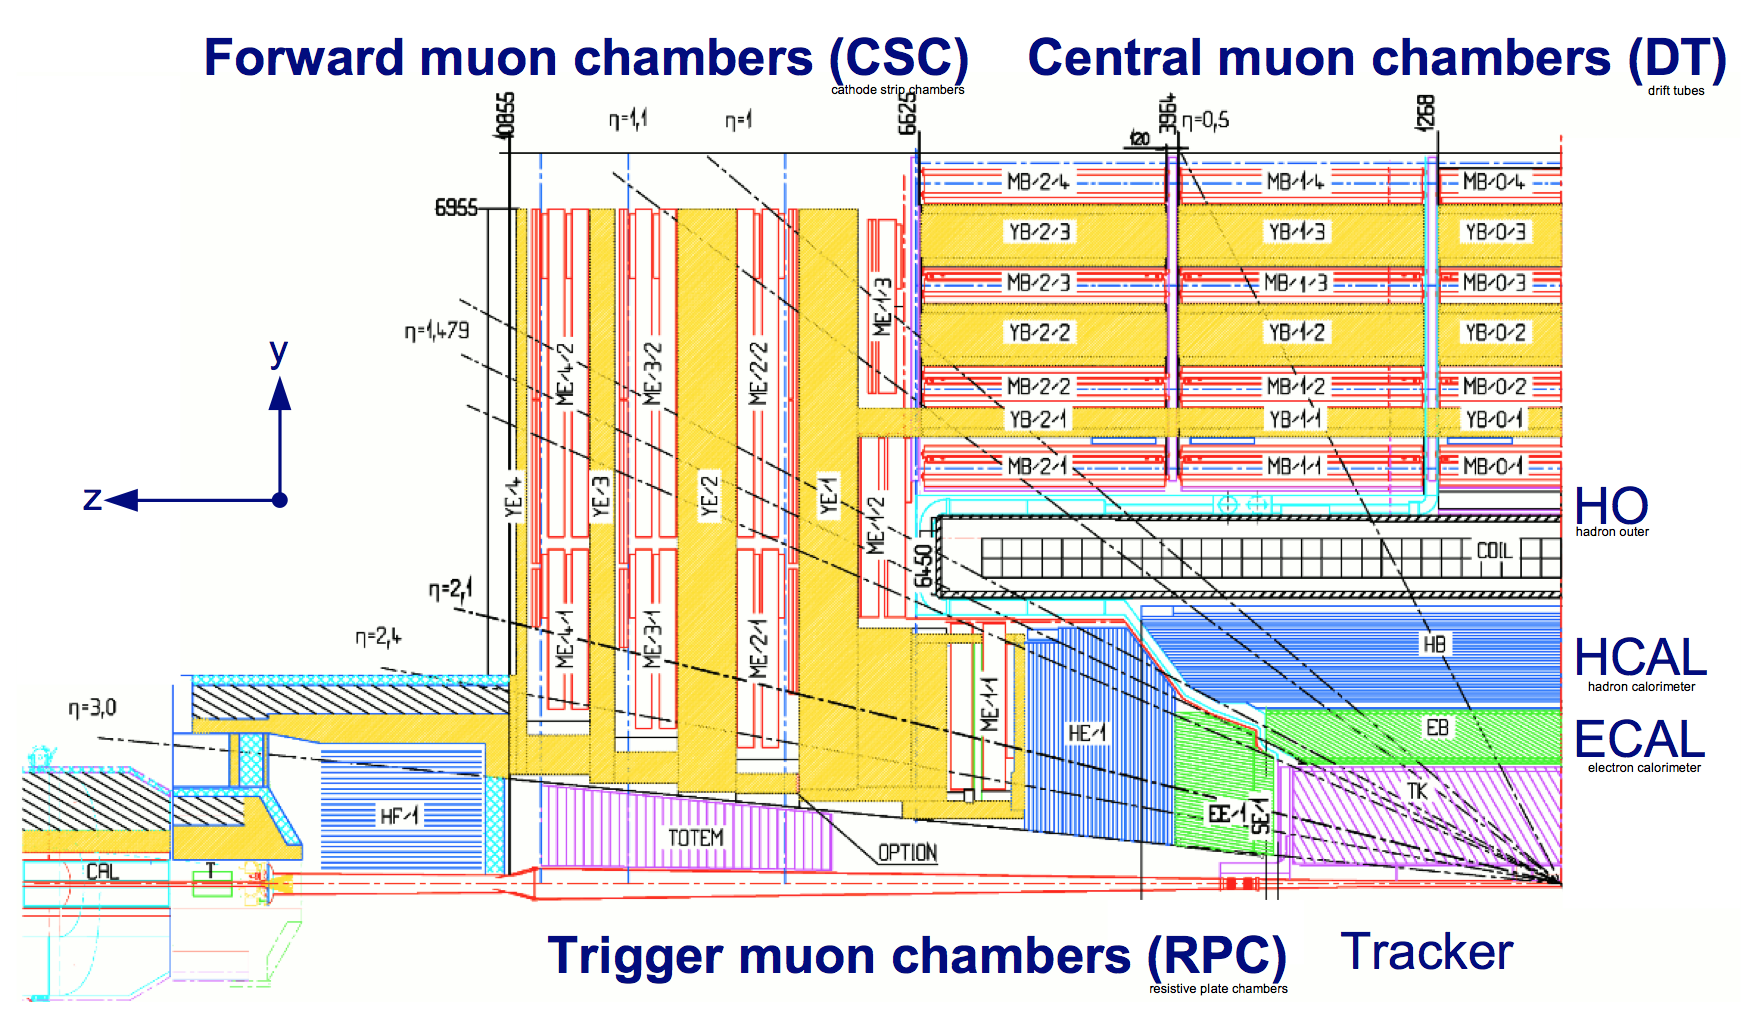 Forward muon chambers (CSC)
cathode strip chambers
Central muon chambers (DT)
drift tubes
10855
η=1,1
η=1
6625
120
3964
η=0,5
1268
6955
MB/2/4
MB/1/4
MB/0/4
YB/2/3
YB/1/3
YB/0/3
MB/2/3
MB/1/3
MB/0/3
YB/2/2
YB/1/2
YB/0/2
MB/2/2
MB/1/2
MB/0/2
YB/2/1
YB/1/1
YB/0/1
MB/2/1
MB/1/1
MB/0/1
η=1,479
y
z
ME/4/2
ME/3/2
ME/2/2
ME/1/3
YE/4
YE/3
YE/2
YE/1
ME/1/2
6450
COIL
HO
hadron outer
η=2,1
η=2,4
η=3,0
ME/4/1
ME/3/1
ME/2/1
ME/1/1
HE/1
HB
HCAL
hadron calorimeter
EB
ECAL
electron calorimeter
EE/1
SE/1
TK
HF/1
TOTEM
OPTION
CAL
T
Trigger muon chambers (RPC)
resistive plate chambers
Tracker